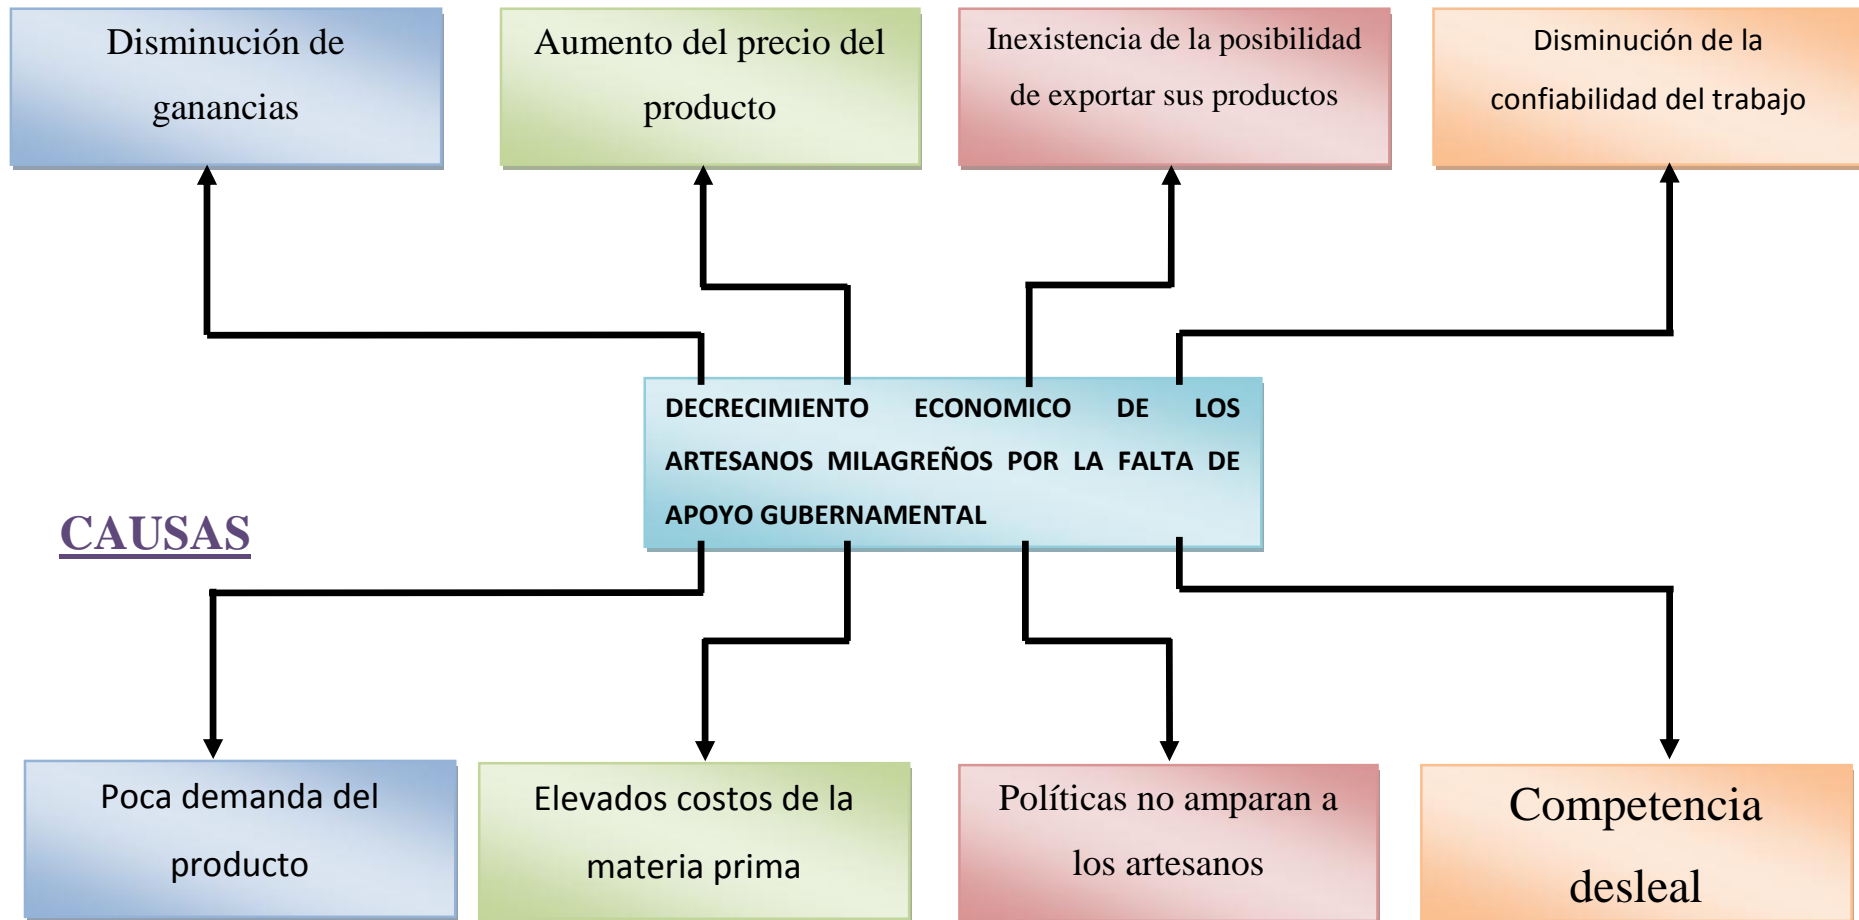 Disminución de
ganancias
Aumento del precio del
producto
Inexistencia de la posibilidad
de exportar sus productos
Disminución de la
confiabilidad del trabajo
DECRECIMIENTO ECONOMICO DE LOS
ARTESANOS MILAGREÑOS POR LA FALTA DE
APOYO GUBERNAMENTAL
CAUSAS
Poca demanda del
producto
Elevados costos de la
materia prima
Políticas no amparan a
los artesanos
Competencia
desleal